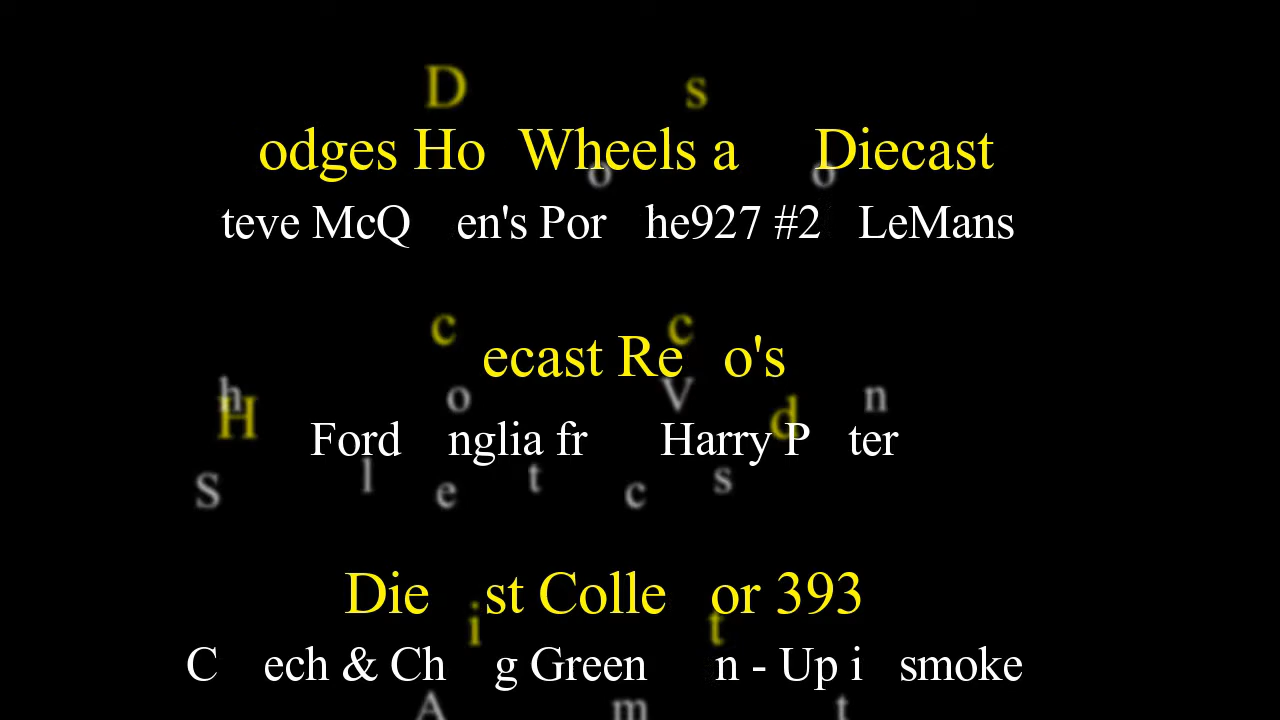 D s
odges Ho Wheels a Diecast
o o
teve McQ en's Por he927 #2 LeMans
c c
ecast Re o's
h o V n
H d
Ford nglia fr Harry P ter
l t s
S e c
Die st Colle or 393
i t
C ech & Ch g Green n - Up i smoke
A m t